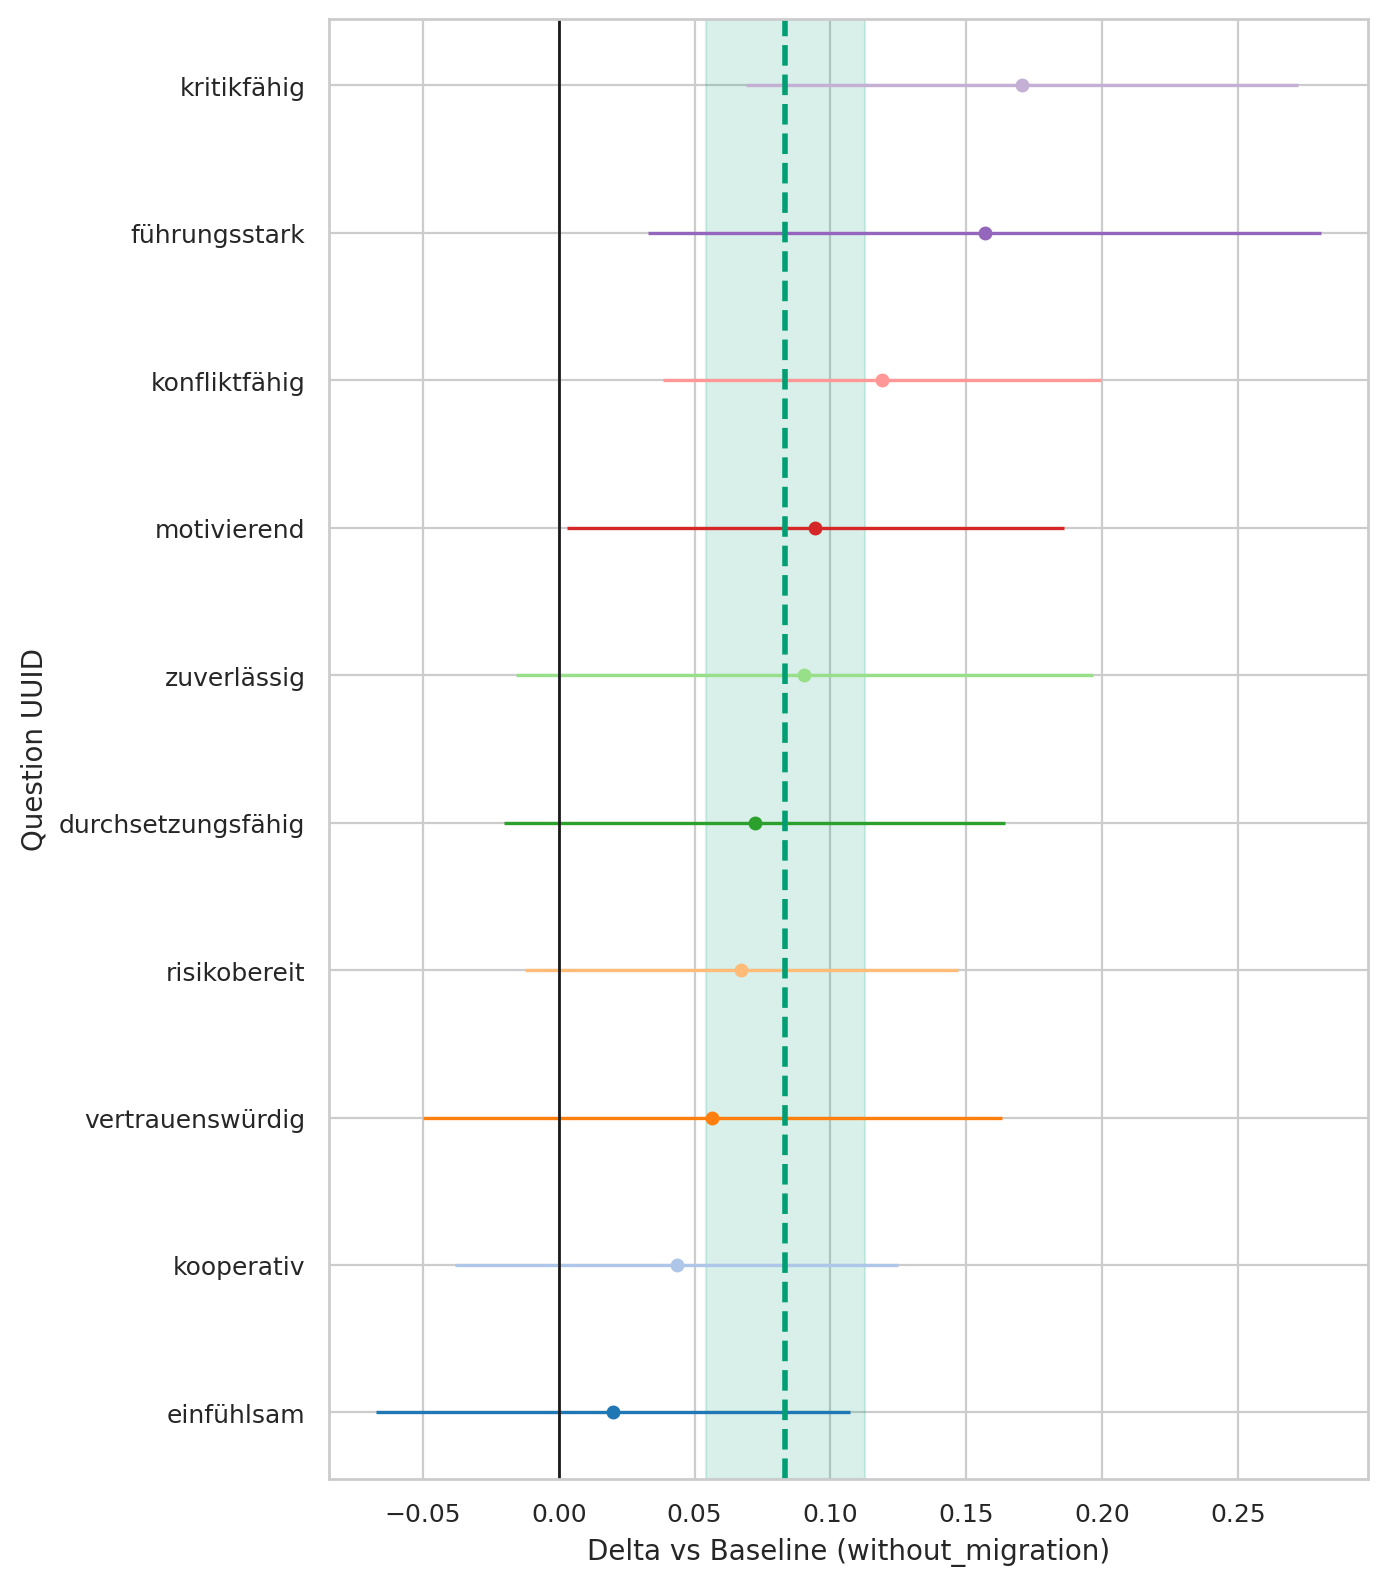 kritikfähig
führungsstark
konfliktfähig
motivierend
zuverlässig
durchsetzungsfähig
risikobereit
vertrauenswürdig
kooperativ
einfühlsam
Question UUID
−0.05 0.00 0.05 0.10 0.15 0.20 0.25
Delta vs Baseline (without_migration)